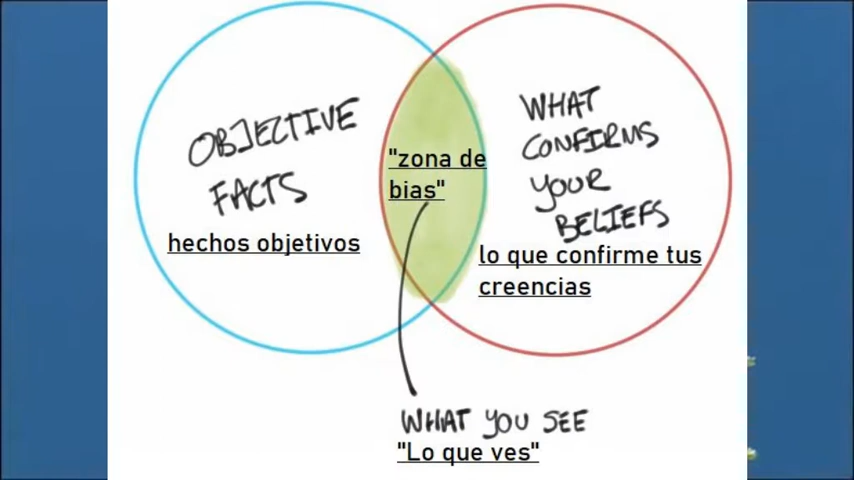 OBJECTIVE
FACTS
hechos objetivos
"zona de
bias"
WHAT
CONFIRMS
YOUR
BELIEFS
lo que confirme tus
creencias
WHAT YOU SEE
"Lo que ves"